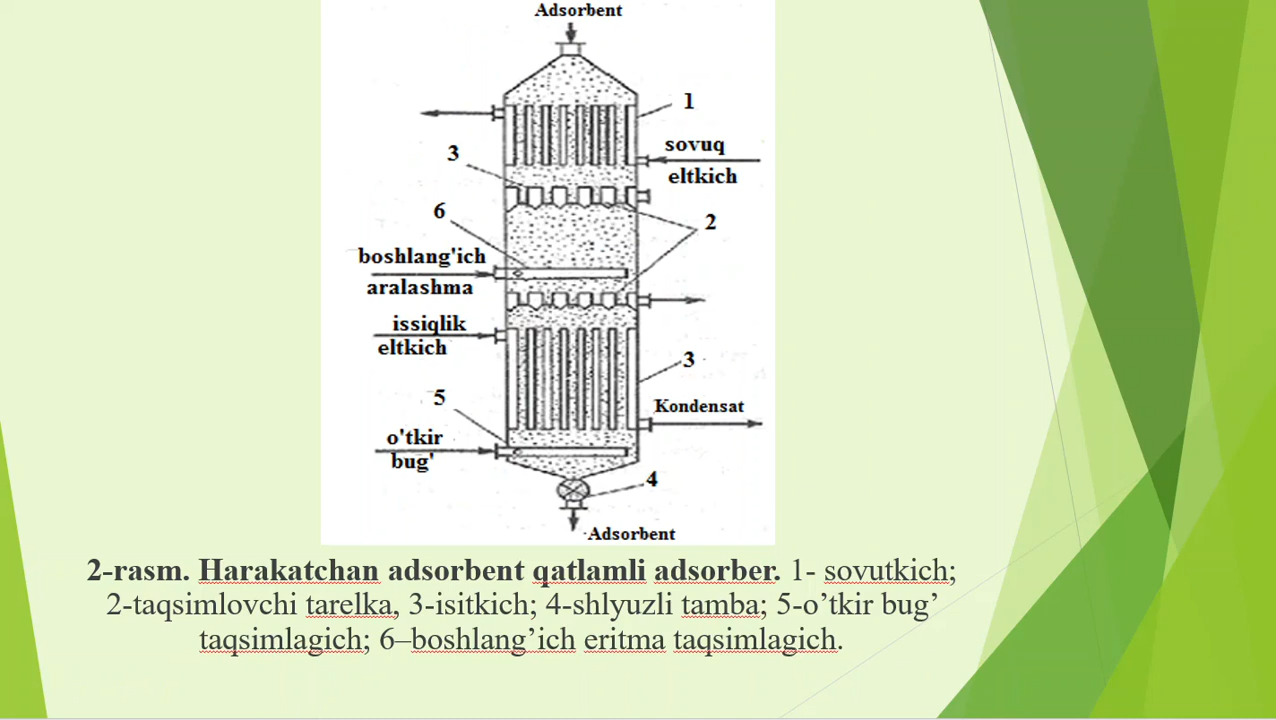 Adsorbent
1
sovuq
eltkich
3
6
2
boshlang'ich
aralashma
issiqlik
eltkich
3
5
Kondensat
o'tkir
bug'
4
Adsorbent
2-rasm. Harakatchan adsorbent qatlamli adsorber. 1- sovutkich;
2-taqsimlovchi tarelka, 3-isitkich; 4-shlyuzli tamba; 5-o’tkir bug’
taqsimlagich; 6–boshlang’ich eritma taqsimlagich.